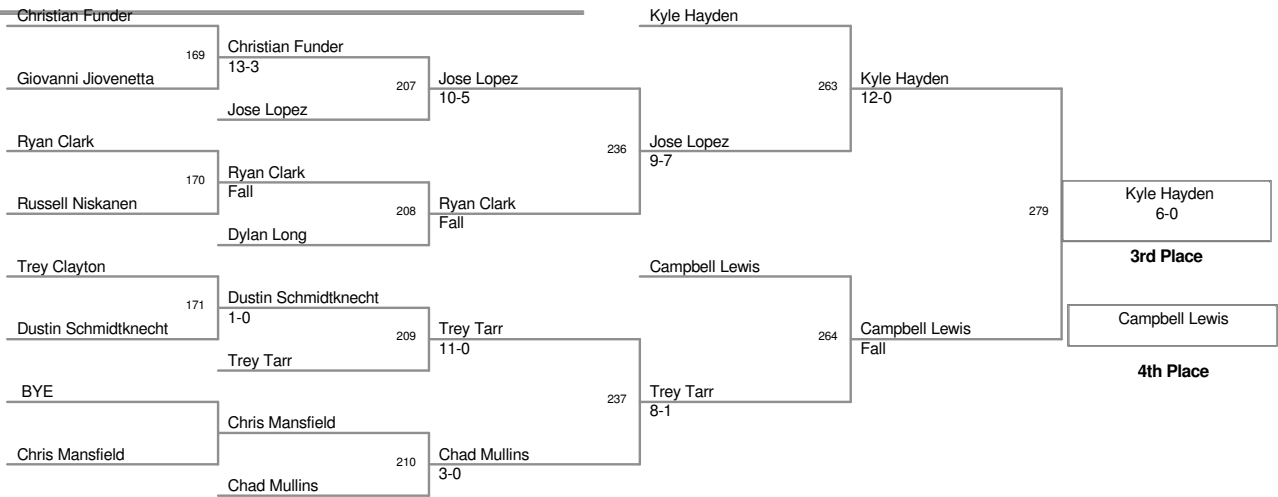 Christian Funder
169
Giovanni Jiovenetta
Christian Funder
13-3
207
Jose Lopez
Jose Lopez
10-5
Ryan Clark
170
Russell Niskanen
Ryan Clark
Fall
208
Dylan Long
Ryan Clark
Fall
236
Jose Lopez
9-7
Kyle Hayden
263
Kyle Hayden
12-0
Trey Clayton
171
Dustin Schmidtknecht
Dustin Schmidtknecht
1-0
209
Trey Tarr
Trey Tarr
11-0
BYE
Chris Mansfield
Chris Mansfield
210
Chad Mullins
Chad Mullins
3-0
237
Trey Tarr
8-1
Campbell Lewis
264
Campbell Lewis
Fall
279
Kyle Hayden
6-0
3rd Place
Campbell Lewis
4th Place